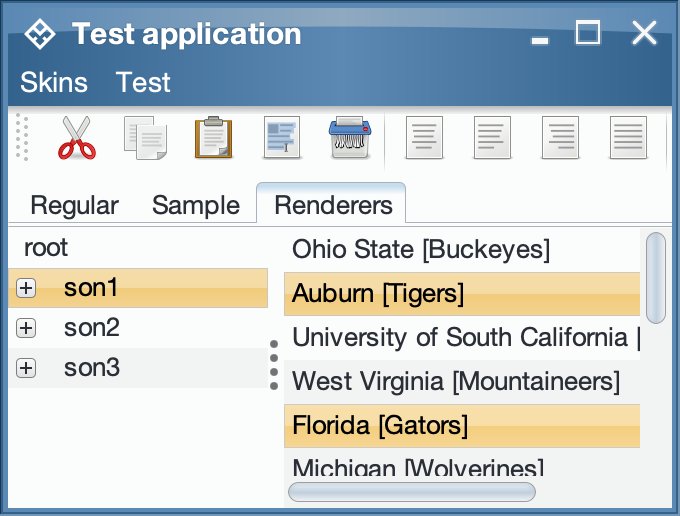 Test application
Skins Test
Regular Sample Renderers
root
son1
son2
son3
Ohio State [Buckeyes]
Auburn [Tigers]
University of South California [
West Virginia [Mountaineers]
Florida [Gators]
Michigan [Wolverines]